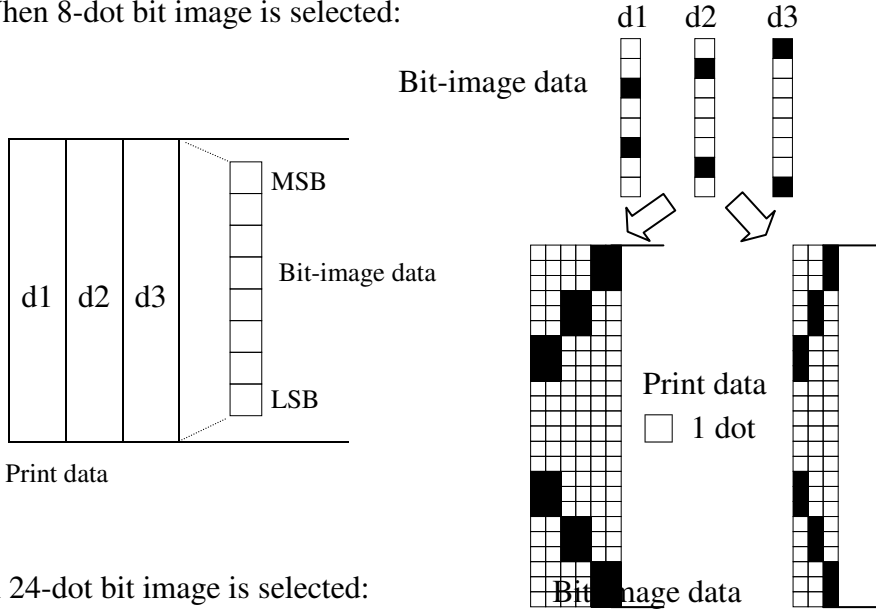 When 8-dot bit image is selected:
d1 d2 d3
Bit-image data
MSB
Bit-image data
d1 d2 d3
LSB
Print data
Print data
1 dot
24-dot bit image is selected:
Bit-image data